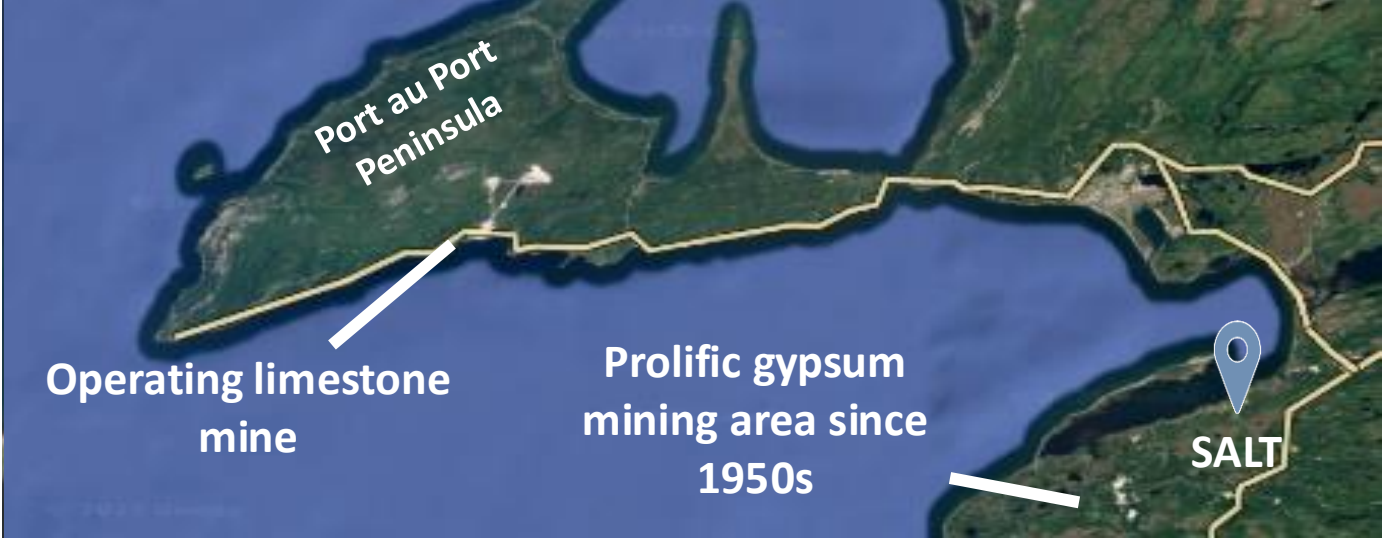 Port au Port
Peninsula
Operating limestone
mine
Prolific gypsum
mining area since
1950s
SALT